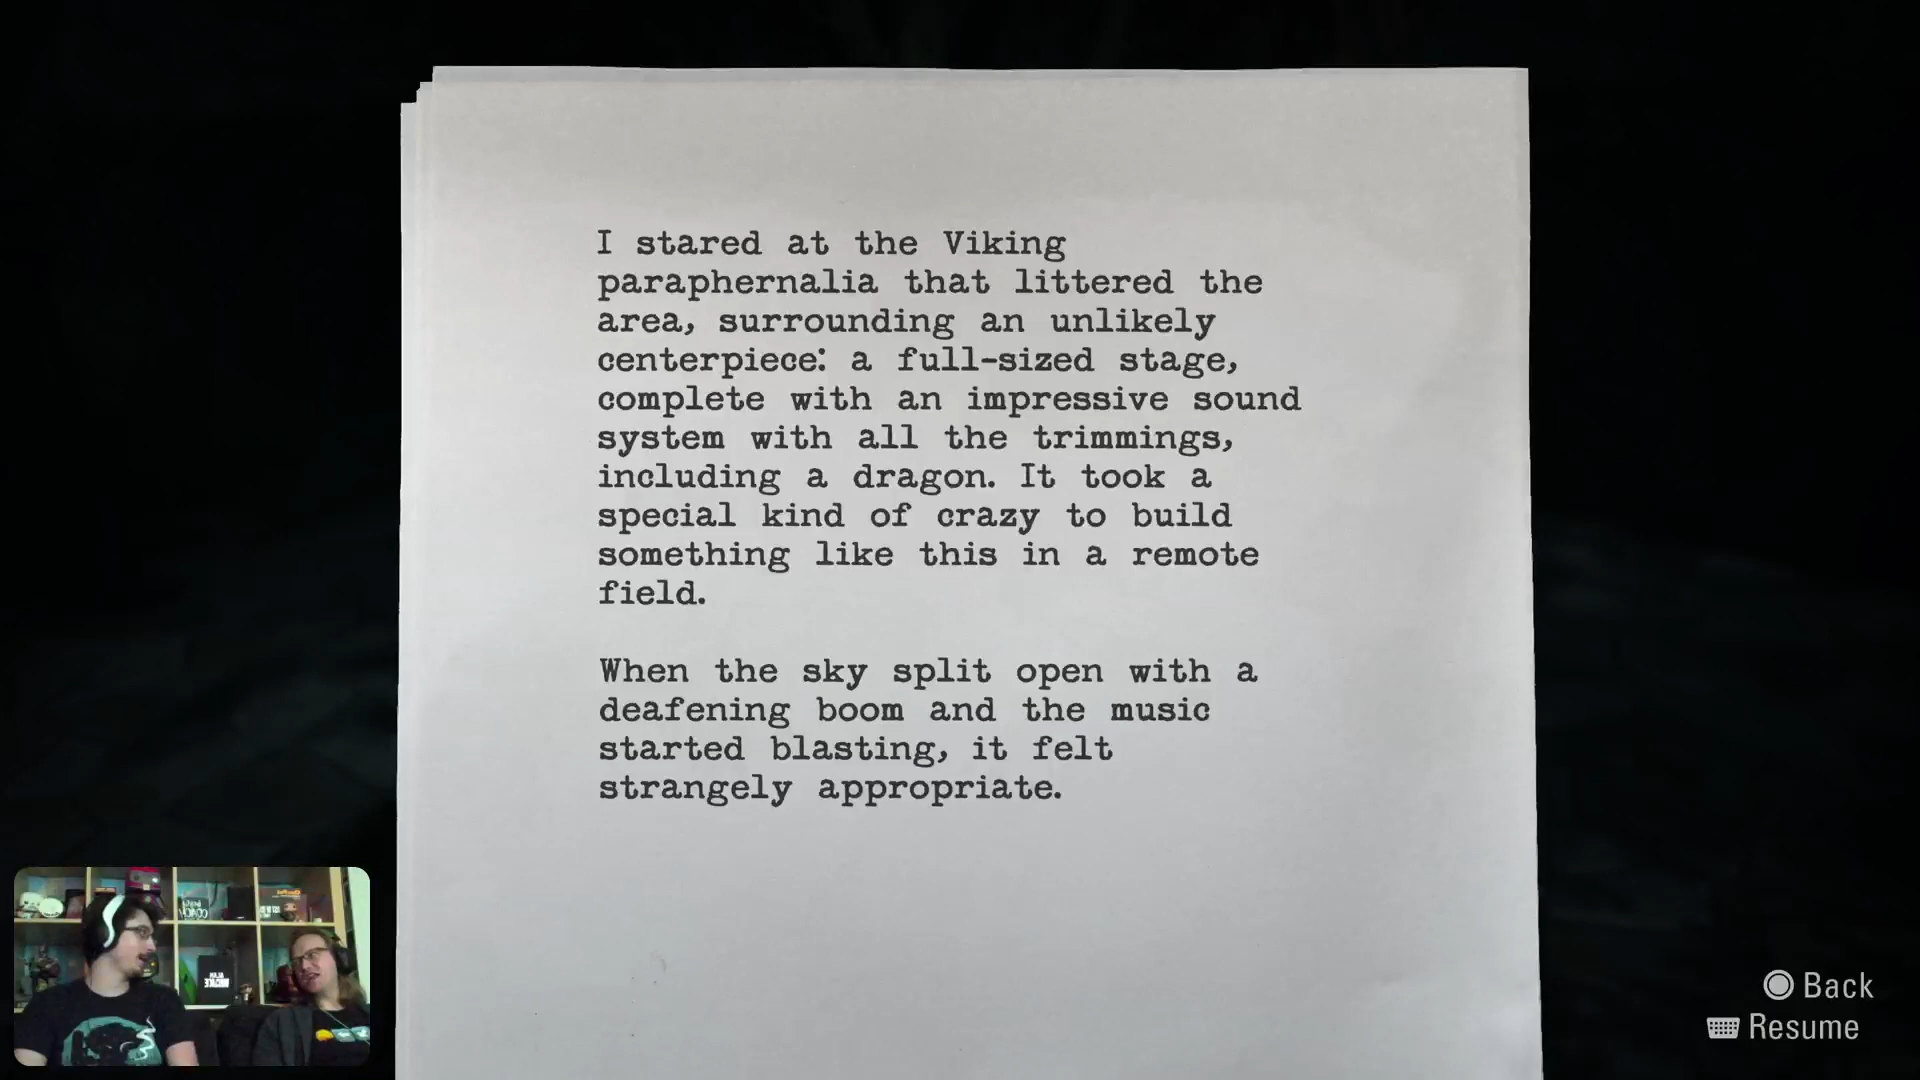 I stared at the Viking
paraphernalia that littered the
area, surrounding an unlikely
centerpiece: a full-sized stage,
complete with an impressive sound
system with all the trimmings,
including a dragon. It took a
special kind of crazy to build
something like this in a remote
field.
When the sky split open with a
deafening boom and the music
started blasting, it felt
strangely appropriate.
Back
Resume